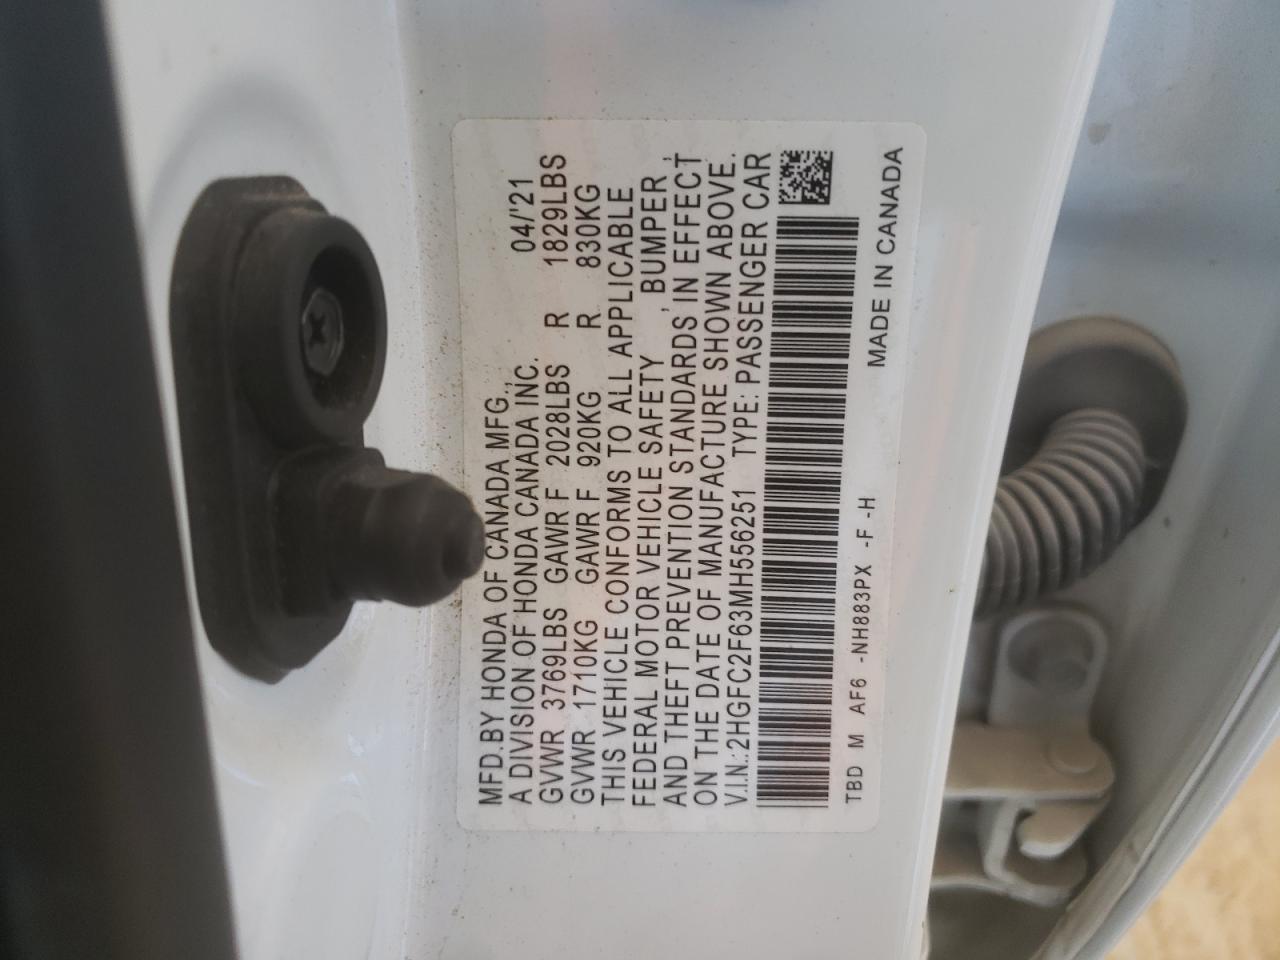 MFD.BY HONDA OF CANADA MFG.,
A DIVISION OF HONDA CANADA INC. 04/'21
GVWR 3769LBS GAWR F 2028LBS R 1829LBS
GVWR 1710KG GAWR F 920KG R 830KG
THIS VEHICLE CONFORMS TO ALL APPLICABLE
FEDERAL MOTOR VEHICLE SAFETY, BUMPER,
AND THEFT PREVENTION STANDARDS, IN EFFECT
ON THE DATE OF MANUFACTURE SHOWN ABOVE.
V.I.N.:2HGFC2F63MH556251 TYPE: PASSENGER CAR
TBD M AF6 -NH883PX -F -H MADE IN CANADA